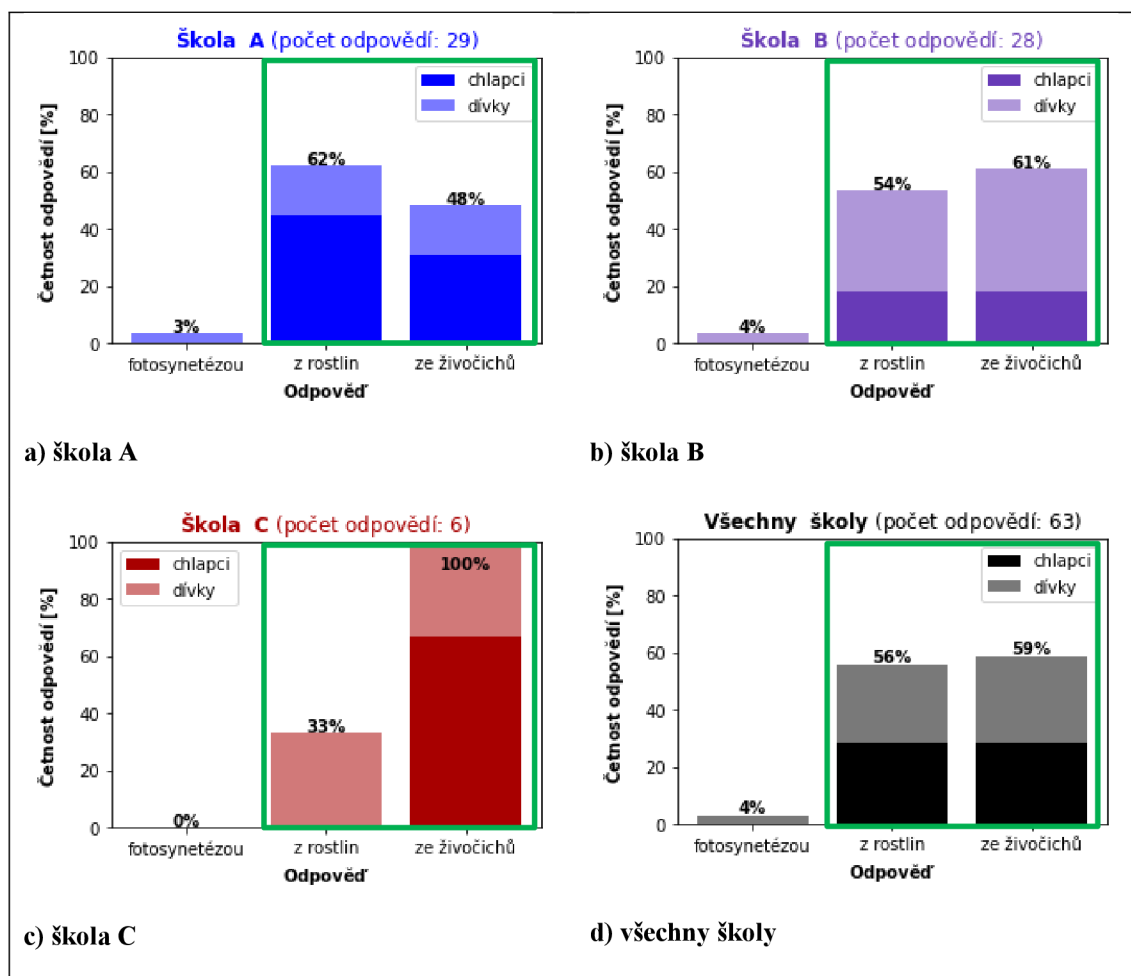 Škola A (počet odpovědí: 29)
Četnost odpovědí [%]
100
80
60
40
20
0
chlapci
dívky
3%
62%
48%
fotosynetézou
z rostlin
ze živočichů
Odpověď
a) škola A
Škola B (počet odpovědí: 28)
Četnost odpovědí [%]
100
80
60
40
20
0
chlapci
dívky
4%
54%
61%
fotosynetézou
z rostlin
ze živočichů
Odpověď
b) škola B
Škola C (počet odpovědí: 6)
Četnost odpovědí [%]
100
80
60
40
20
0
chlapci
dívky
0%
33%
100%
fotosynetézou
z rostlin
ze živočichů
Odpověď
c) škola C
Všechny školy (počet odpovědí: 63)
Četnost odpovědí [%]
100
80
60
40
20
0
chlapci
dívky
4%
56%
59%
fotosynetézou
z rostlin
ze živočichů
Odpověď
d) všechny školy